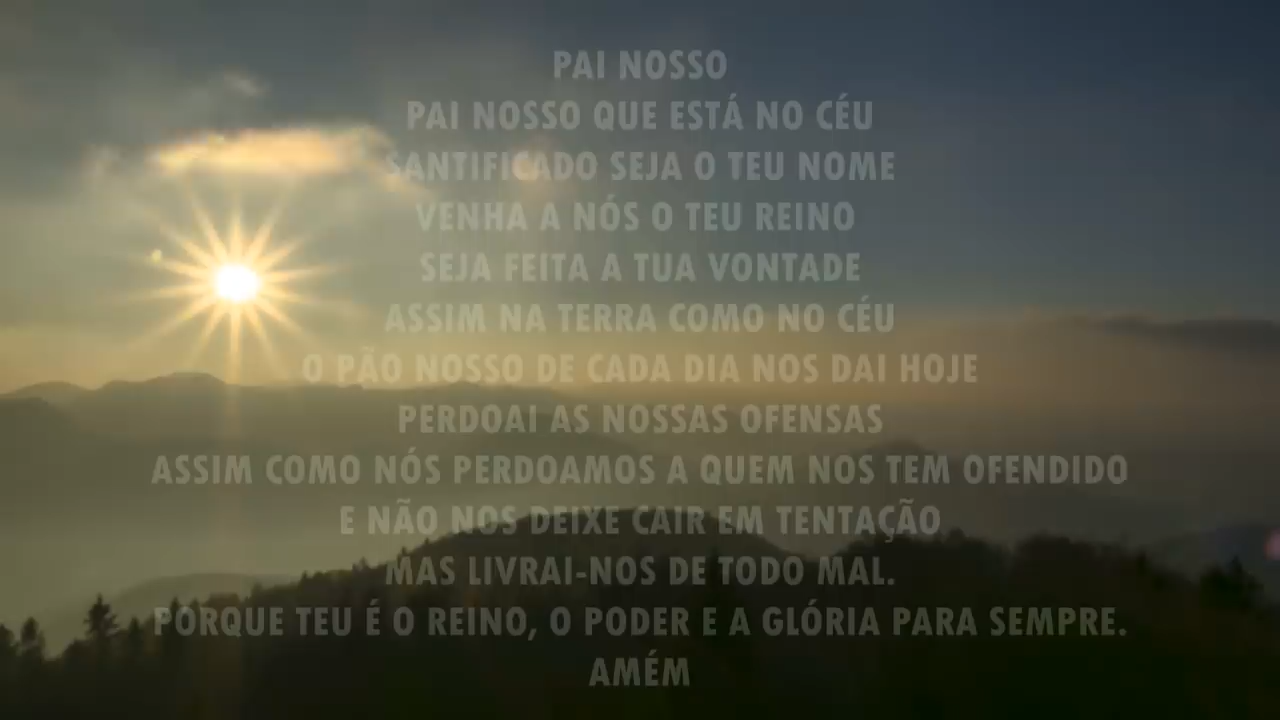 PAI NOSSO
PAI NOSSO QUE ESTÁ NO CÉU
SANTIFICADO SEJA O TEU NOME
VENHA A NÓS O TEU REINO
SEJA FEITA A TUA VONTADE
ASSIM NA TERRA COMO NO CÉU
O PÃO NOSSO DE CADA DIA NOS DAI HOJE
PERDOAI AS NOSSAS OFENSAS
ASSIM COMO NÓS PERDOAMOS A QUEM NOS TEM OFENDIDO
E NÃO NOS DEIXE CAIR EM TENTAÇÃO
MAS LIVRAI-NOS DE TODO MAL.
PORQUE TEU É O REINO, O PODER E A GLÓRIA PARA SEMPRE.
AMÉM